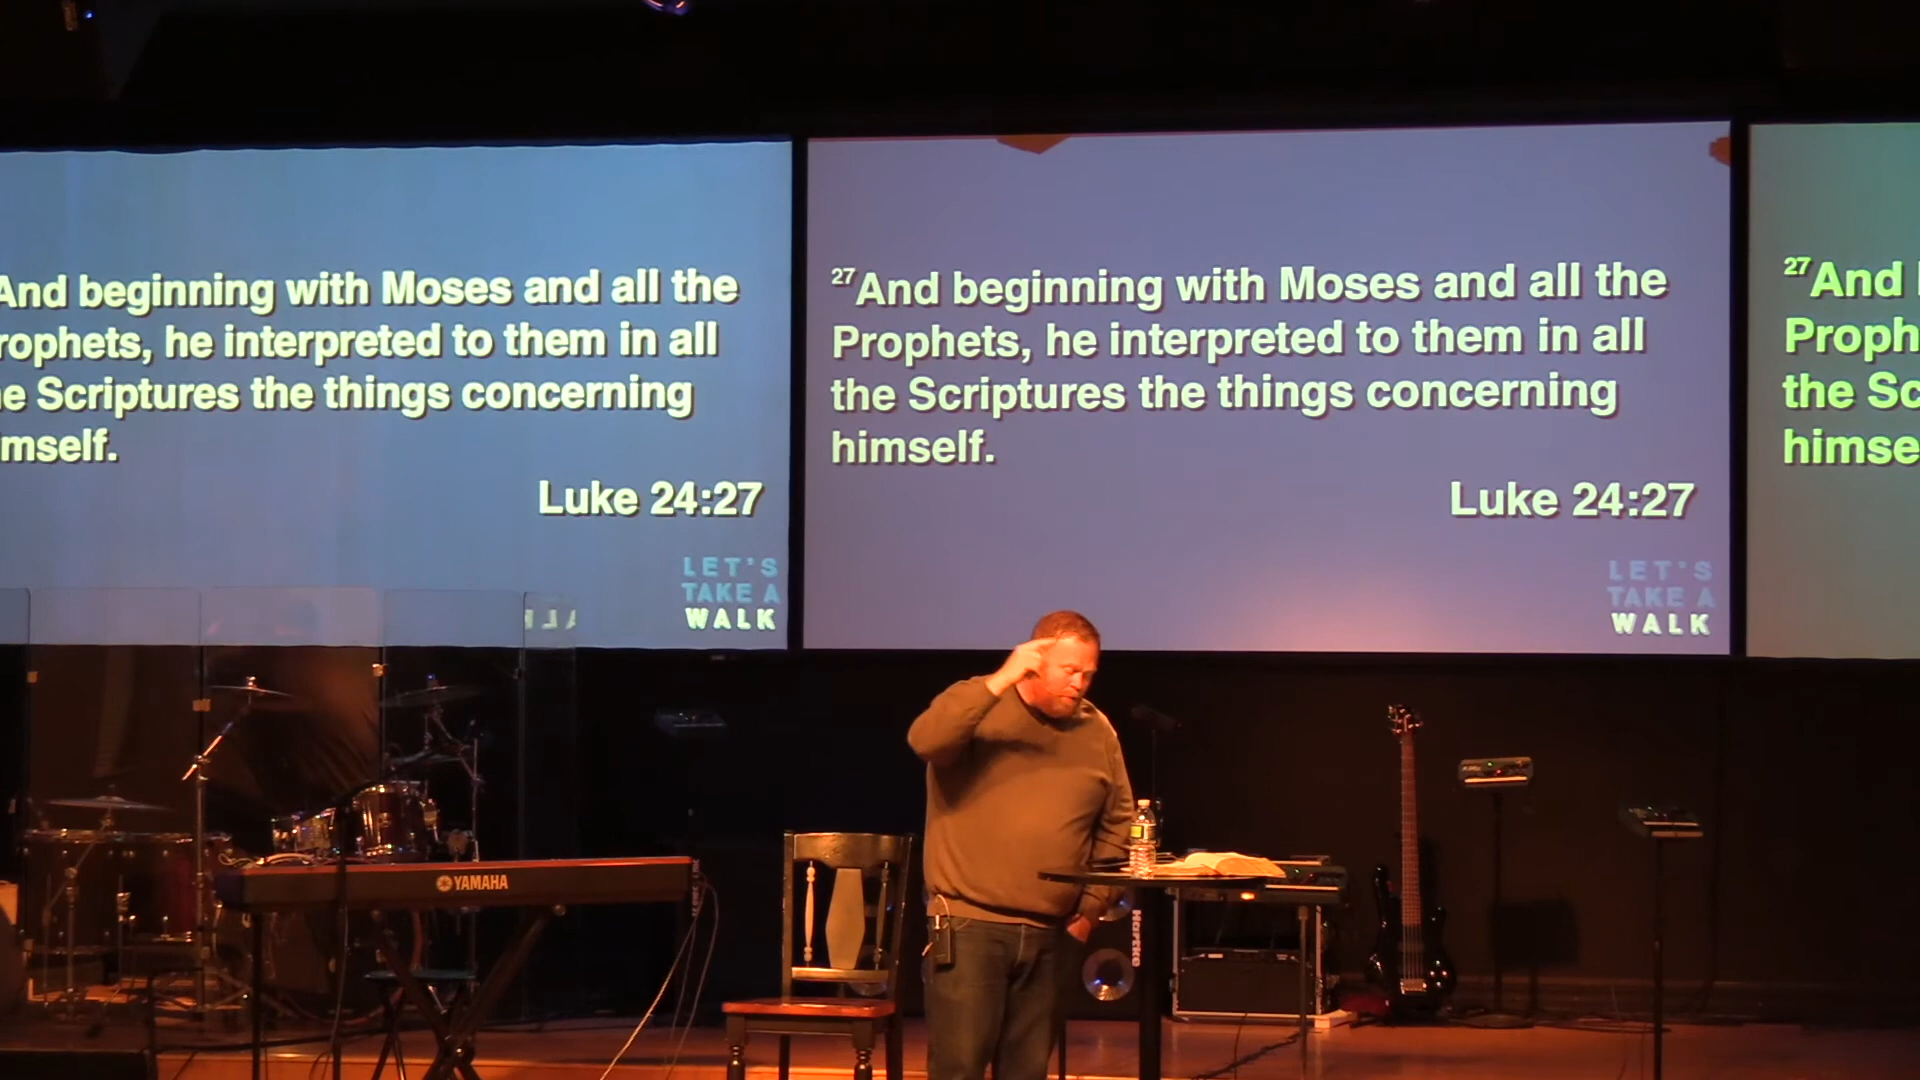 And beginning with Moses and all the
rophets, he interpreted to them in all
e Scriptures the things concerning
mself.
Luke 24:27
LET'S
TAKE A
WALK
27And beginning with Moses and all the
Prophets, he interpreted to them in all
the Scriptures the things concerning
himself.
Luke 24:27
LET'S
TAKE A
WALK
27And
Proph
the Sc
himse
YAMAHA
Hartke